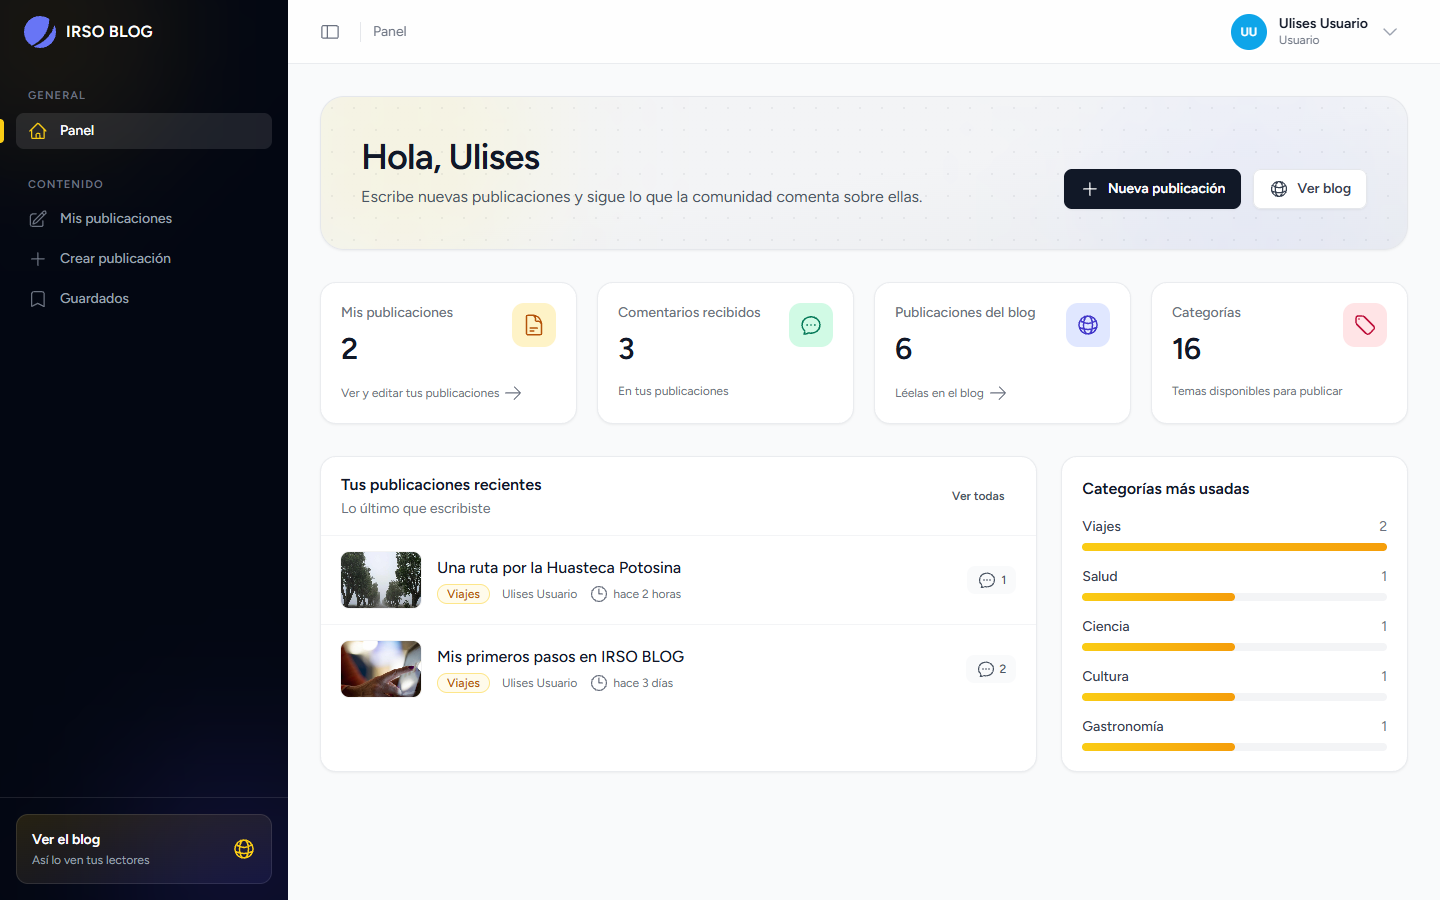 IRSO BLOG
GENERAL
Panel
CONTENIDO
Mis publicaciones
Crear publicación
Guardados
Ver el blog
Así lo ven tus lectores
Panel
UU
Ulises Usuario
Usuario
Hola, Ulises
Escribe nuevas publicaciones y sigue lo que la comunidad comenta sobre ellas.
Nueva publicación
Ver blog
Mis publicaciones
2
Ver y editar tus publicaciones
Comentarios recibidos
3
En tus publicaciones
Publicaciones del blog
6
Léelas en el blog
Categorías
16
Temas disponibles para publicar
Tus publicaciones recientes
Lo último que escribiste
Ver todas
Una ruta por la Huasteca Potosina
Viajes Ulises Usuario hace 2 horas
1
Mis primeros pasos en IRSO BLOG
Viajes Ulises Usuario hace 3 días
2
Categorías más usadas
Viajes 2
Salud 1
Ciencia 1
Cultura 1
Gastronomía 1